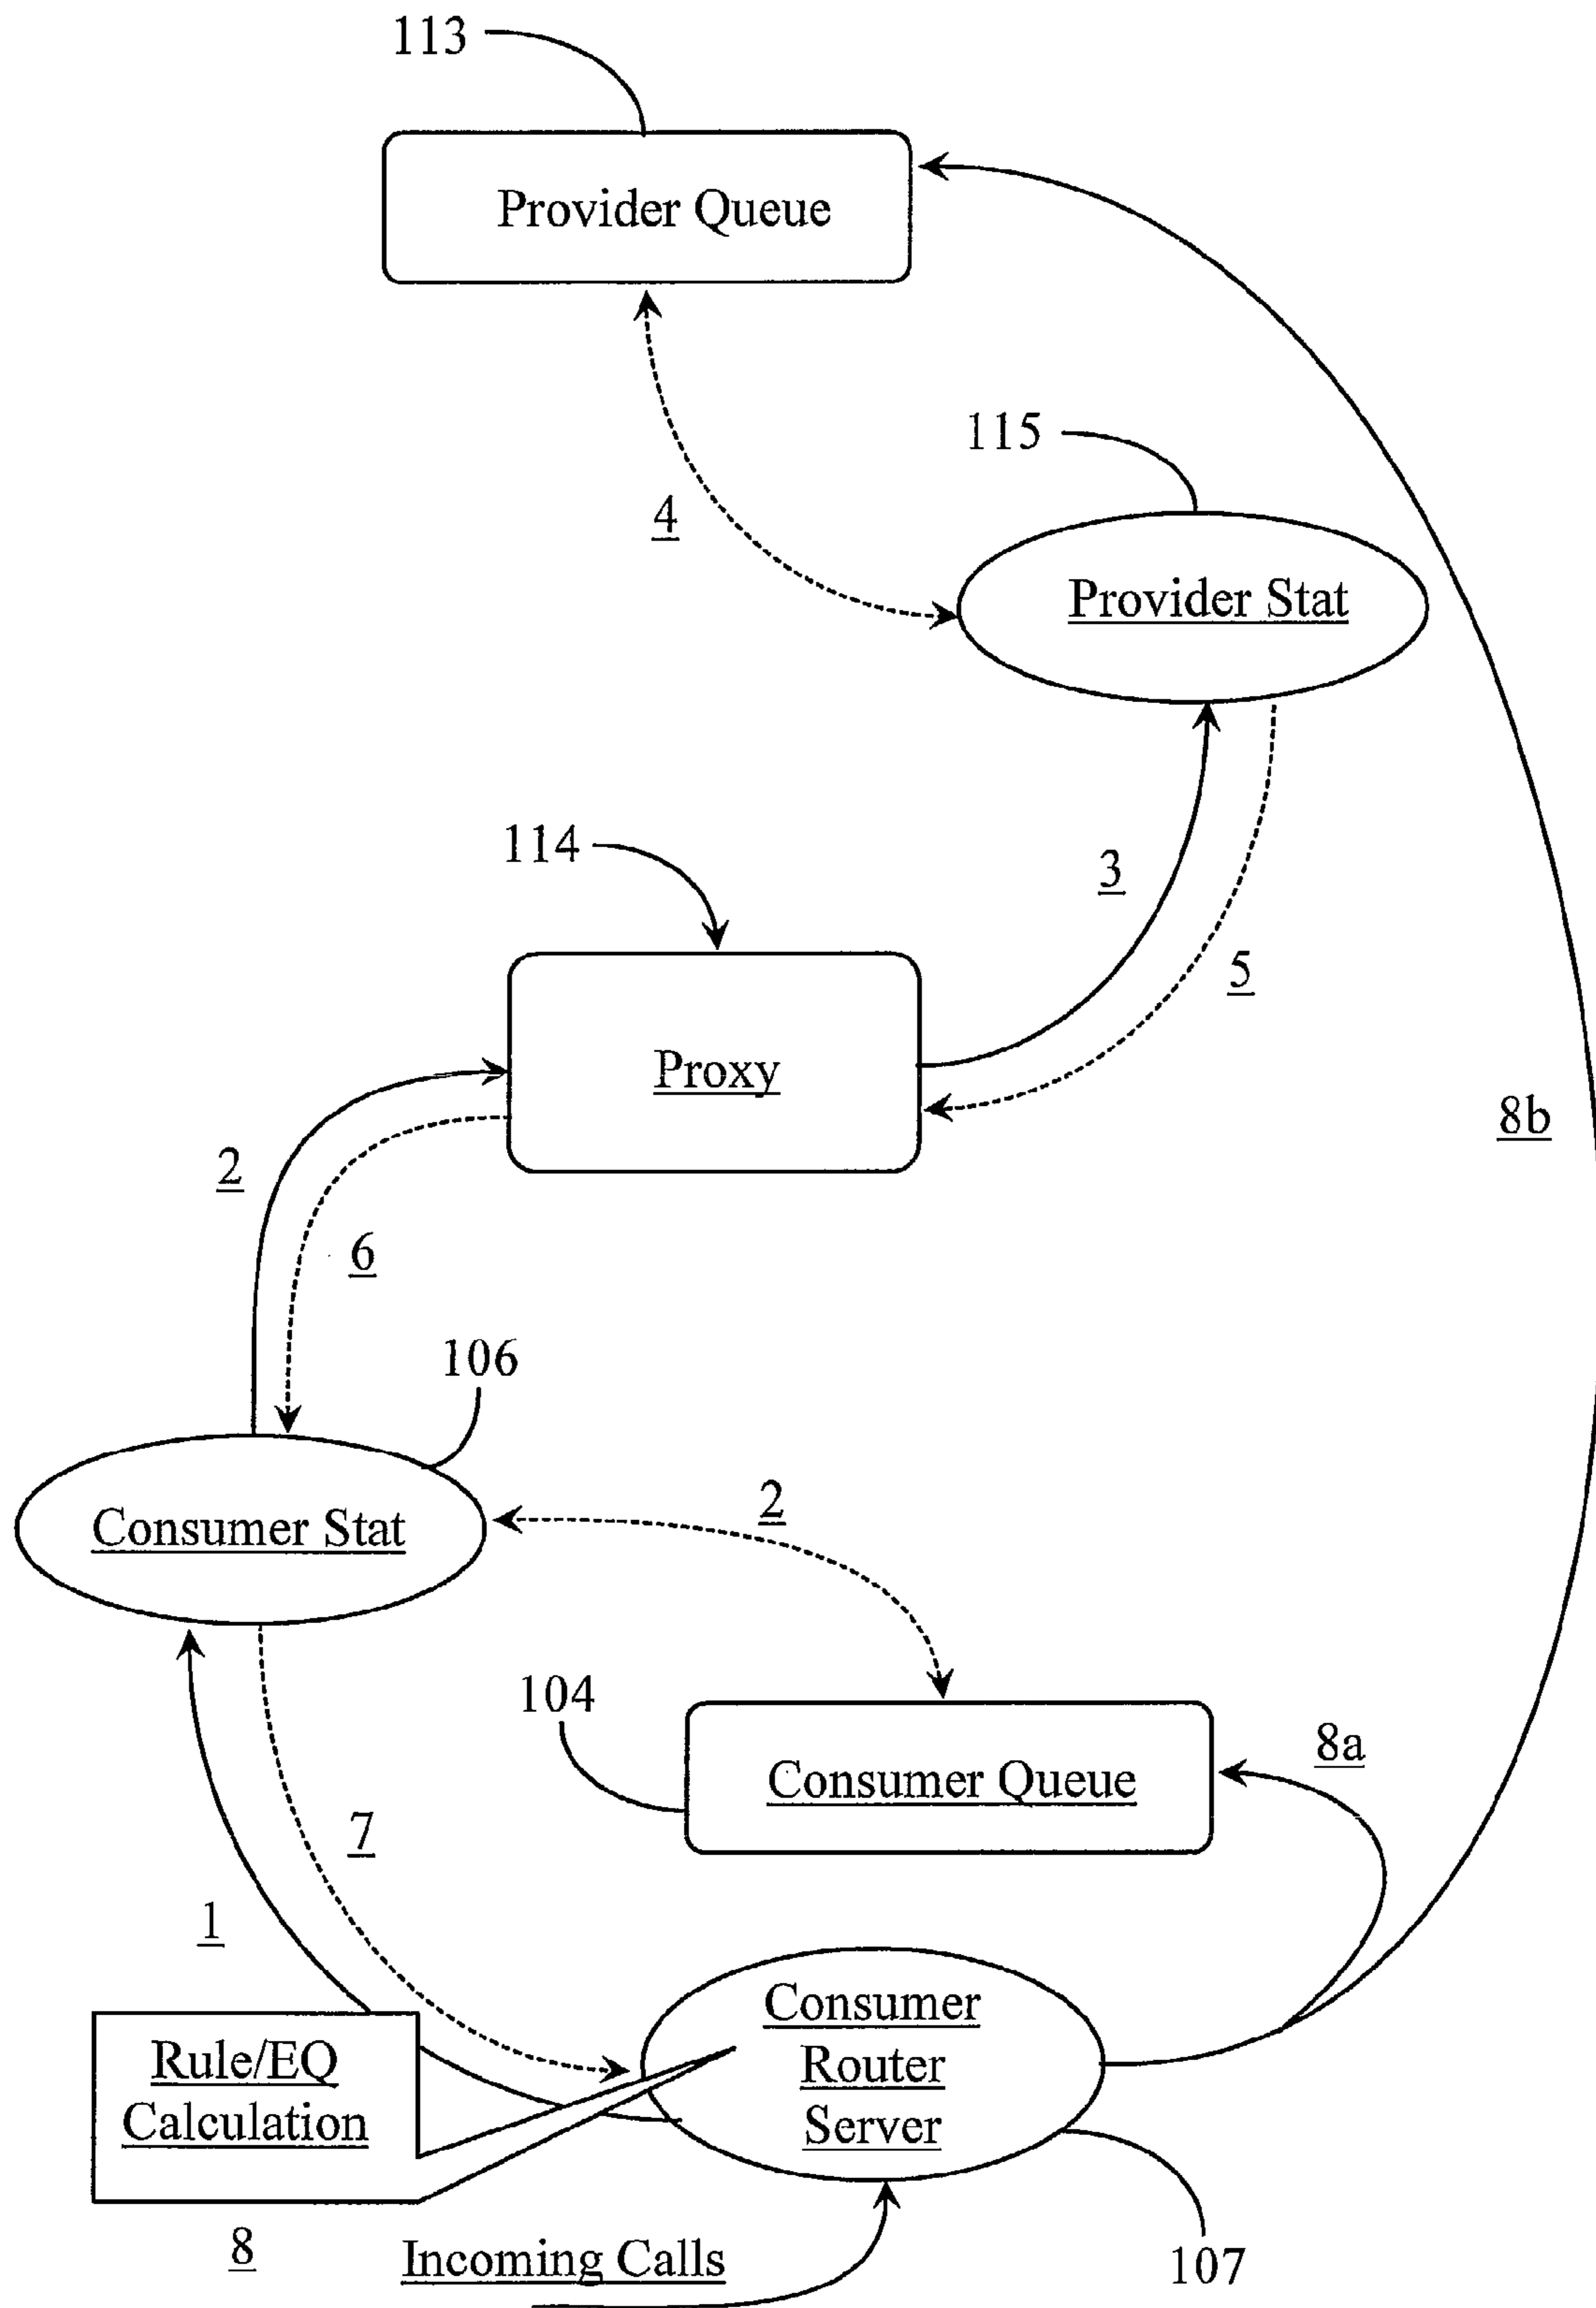 113
Provider Queue
115
4
Provider Stat
114
3
5
Proxy
8b
2
6
106
2
Consumer Stat
104
8a
Consumer Queue
7
1
Consumer
Router
Server
Rule/EQ
Calculation
8
Incoming Calls
107